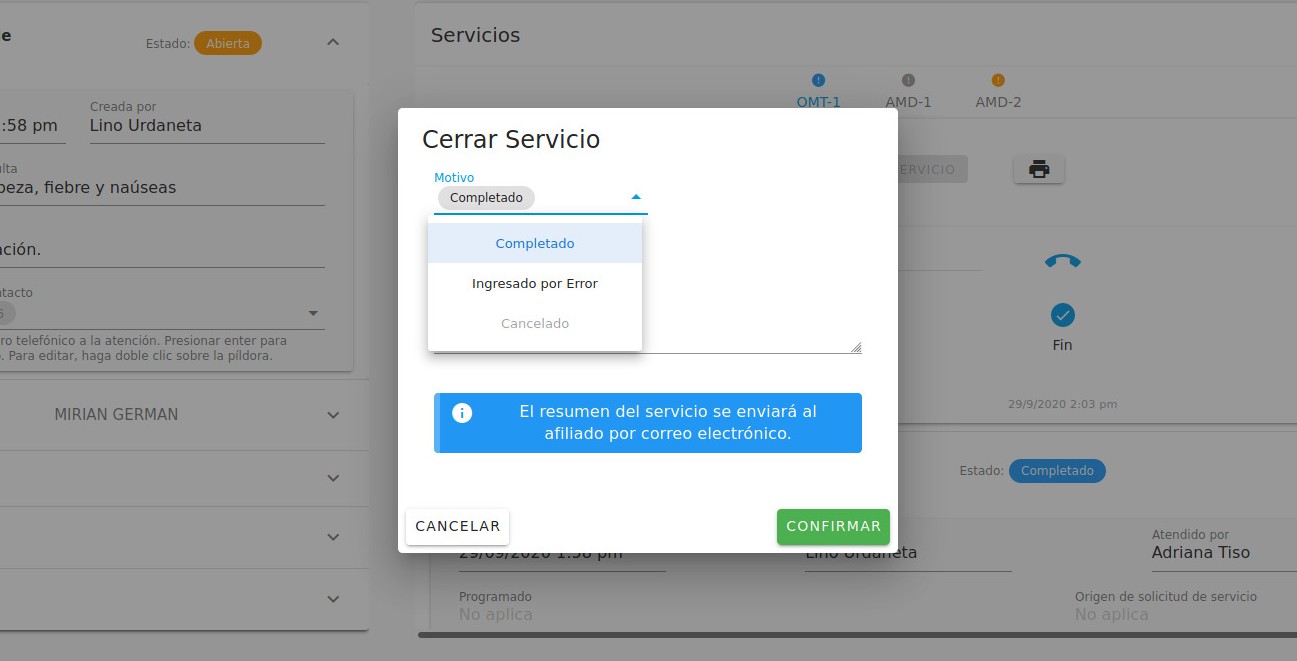 e
Estado: Abierta
:58 pm
Creada por
Lino Urdaneta
ulta
beza, fiebre y naúseas
ción.
ntacto
ro telefónico a la atención. Presionar enter para
. Para editar, haga doble clic sobre la píldora.
MIRIAN GERMAN
Servicios
OMT-1
AMD-1
AMD-2
ERVICIO
Fin
29/9/2020 2:03 pm
Estado: Completado
Cerrar Servicio
Motivo
Completado
Completado
Ingresado por Error
Cancelado
El resumen del servicio se enviará al
afiliado por correo electrónico.
CANCELAR
CONFIRMAR
29/09/2020 1:58 pm
Lino Urdaneta
Atendido por
Adriana Tiso
Programado
No aplica
Origen de solicitud de servicio
No aplica